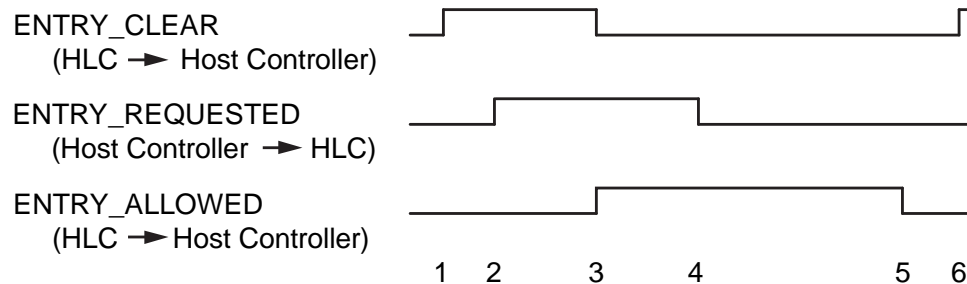 ENTRY_CLEAR
(HLC → Host Controller)
ENTRY_REQUESTED
(Host Controller → HLC)
ENTRY_ALLOWED
(HLC → Host Controller)
1 2 3 4 5 6